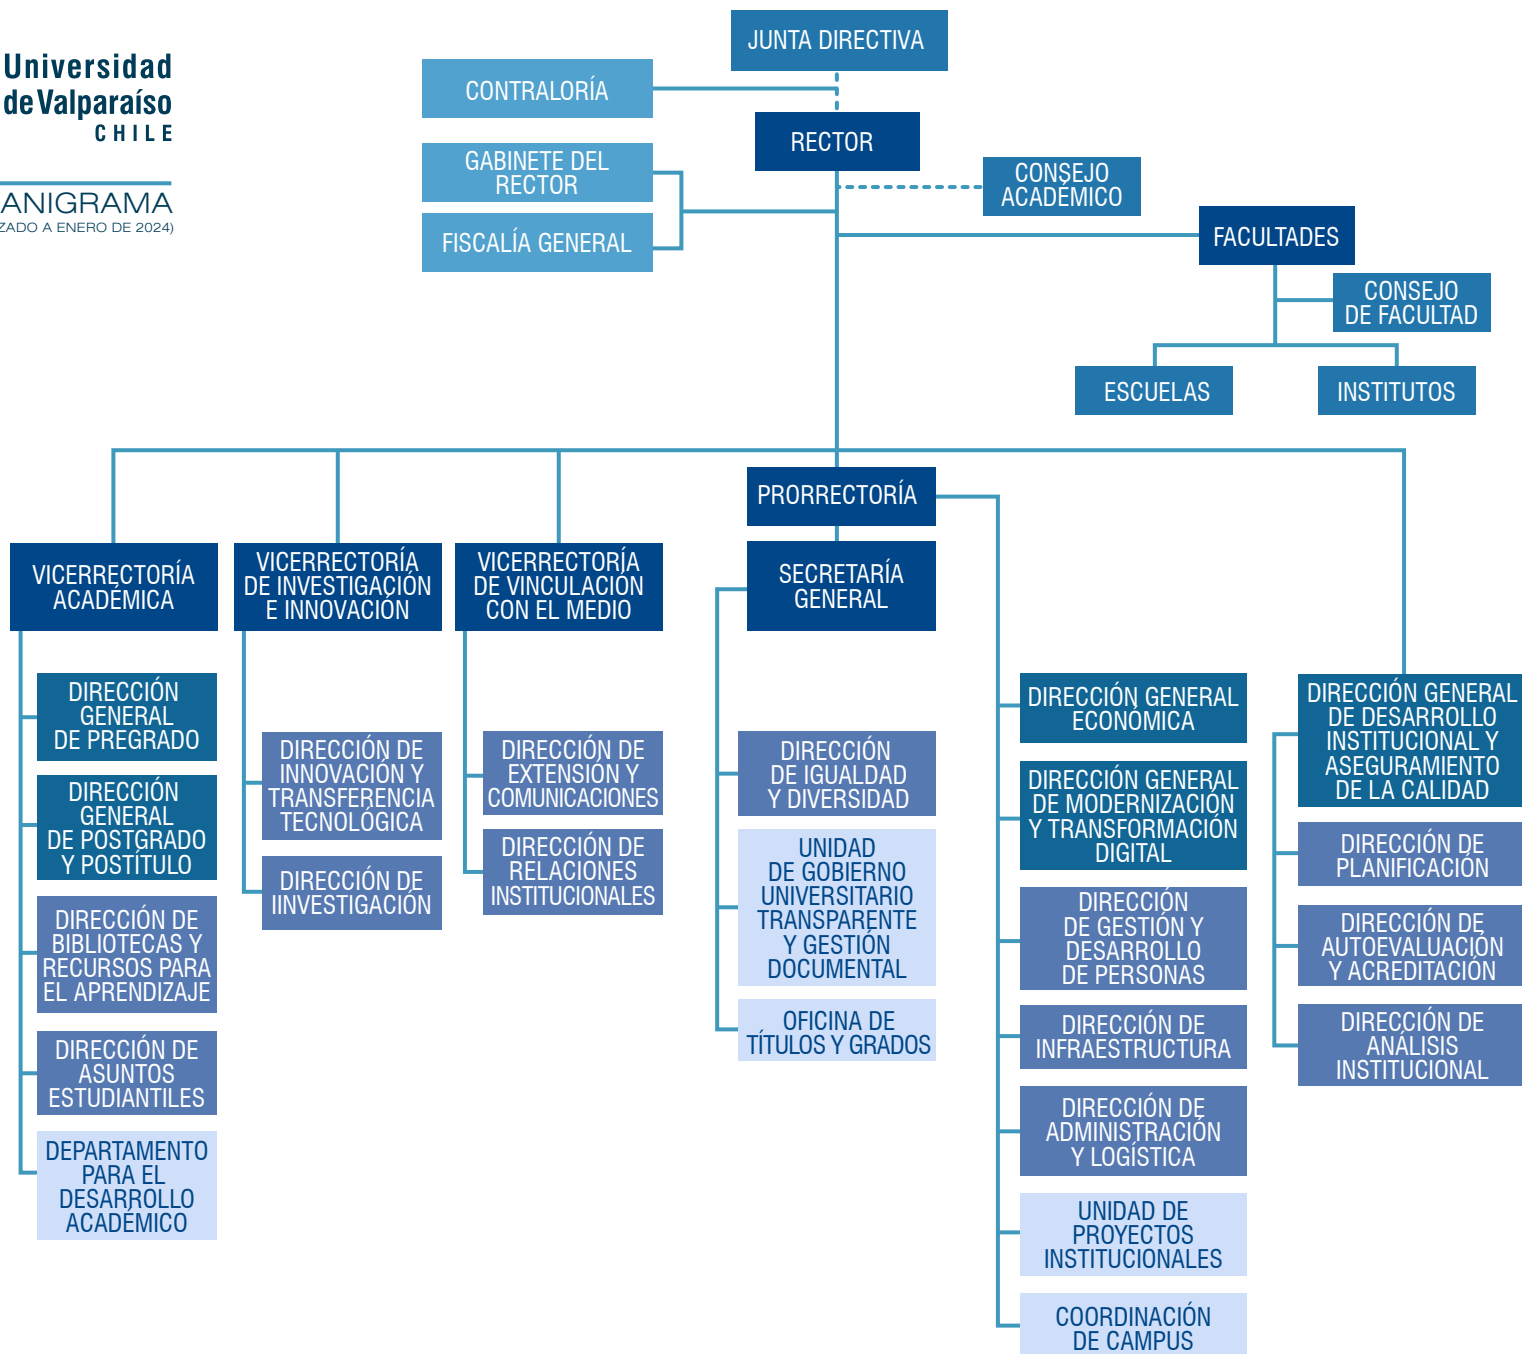 Universidad
de Valparaíso
CHILE
ANIGRAMA
ZADO A ENERO DE 2024)
JUNTA DIRECTIVA
CONTRALORÍA
RECTOR
GABINETE DEL
RECTOR
FISCALÍA GENERAL
CONSEJO
ACADÉMICO
FACULTADES
CONSEJO
DE FACULTAD
ESCUELAS
INSTITUTOS
PRORRECTORÍA
VICERRECTORÍA
ACADÉMICA
VICERRECTORÍA
DE INVESTIGACIÓN
E INNOVACIÓN
VICERRECTORÍA
DE VINCULACIÓN
CON EL MEDIO
SECRETARÍA
GENERAL
DIRECCIÓN
GENERAL
DE PREGRADO
DIRECCIÓN
GENERAL
DE POSTGRADO
Y POSTÍTULO
DIRECCIÓN DE
BIBLIOTECAS Y
RECURSOS PARA
EL APRENDIZAJE
DIRECCIÓN DE
ASUNTOS
ESTUDIANTILES
DEPARTAMENTO
PARA EL
DESARROLLO
ACADÉMICO
DIRECCIÓN DE
INNOVACIÓN Y
TRANSFERENCIA
TECNOLÓGICA
DIRECCIÓN DE
IINVESTIGACIÓN
DIRECCIÓN DE
EXTENSIÓN Y
COMUNICACIONES
DIRECCIÓN DE
RELACIONES
INSTITUCIONALES
DIRECCIÓN
DE IGUALDAD
Y DIVERSIDAD
UNIDAD
DE GOBIERNO
UNIVERSITARIO
TRANSPARENTE
Y GESTIÓN
DOCUMENTAL
OFICINA DE
TÍTULOS Y GRADOS
DIRECCIÓN GENERAL
ECONÓMICA
DIRECCIÓN GENERAL
DE MODERNIZACIÓN
Y TRANSFORMACIÓN
DIGITAL
DIRECCIÓN
DE GESTIÓN Y
DESARROLLO
DE PERSONAS
DIRECCIÓN DE
INFRAESTRUCTURA
DIRECCIÓN DE
ADMINISTRACIÓN
Y LOGÍSTICA
UNIDAD DE
PROYECTOS
INSTITUCIONALES
COORDINACIÓN
DE CAMPUS
DIRECCIÓN GENERAL
DE DESARROLLO
INSTITUCIONAL Y
ASEGURAMIENTO
DE LA CALIDAD
DIRECCIÓN DE
PLANIFICACIÓN
DIRECCIÓN DE
AUTOEVALUACIÓN
Y ACREDITACIÓN
DIRECCIÓN DE
ANÁLISIS
INSTITUCIONAL